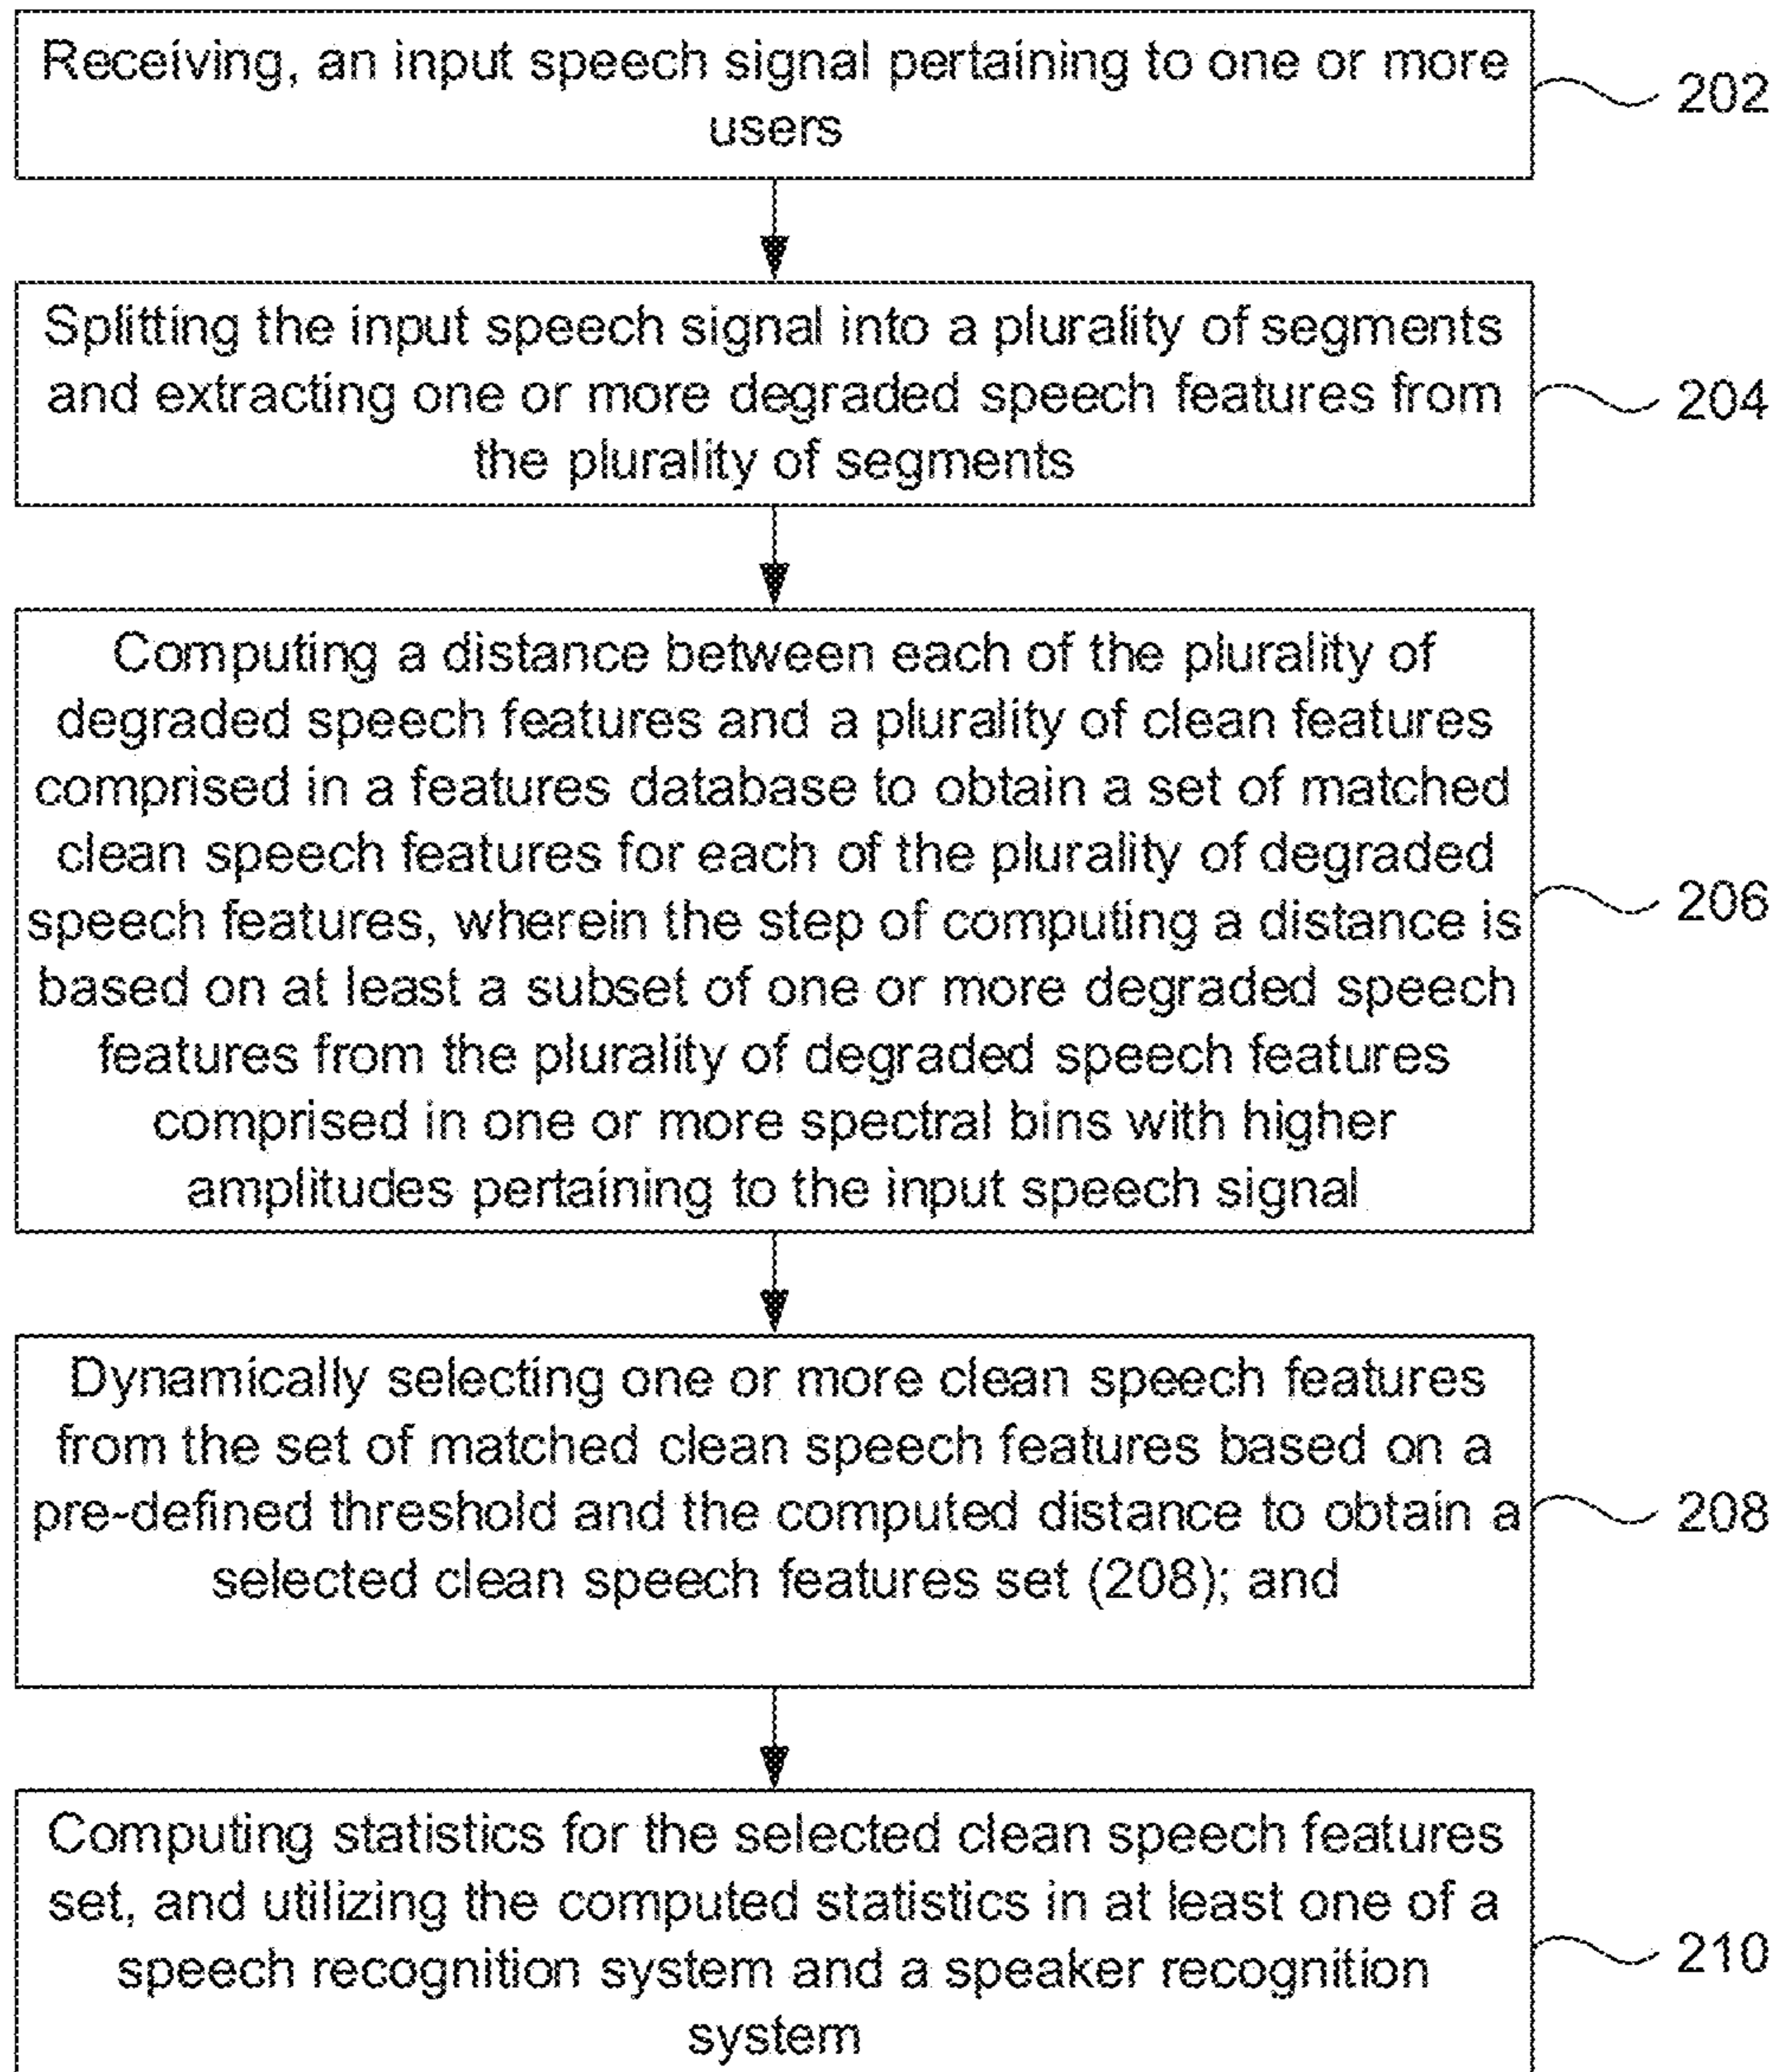 Receiving, an input speech signal pertaining to one or more
users
202
Splitting the input speech signal into a plurality of segments
and extracting one or more degraded speech features from
the plurality of segments
204
Computing a distance between each of the plurality of
degraded speech features and a plurality of clean features
comprised in a features database to obtain a set of matched
clean speech features for each of the plurality of degraded
speech features, wherein the step of computing a distance is
based on at least a subset of one or more degraded speech
features from the plurality of degraded speech features
comprised in one or more spectral bins with higher
amplitudes pertaining to the input speech signal
206
Dynamically selecting one or more clean speech features
from the set of matched clean speech features based on a
pre-defined threshold and the computed distance to obtain a
selected clean speech features set (208); and
208
Computing statistics for the selected clean speech features
set, and utilizing the computed statistics in at least one of a
speech recognition system and a speaker recognition
system
210